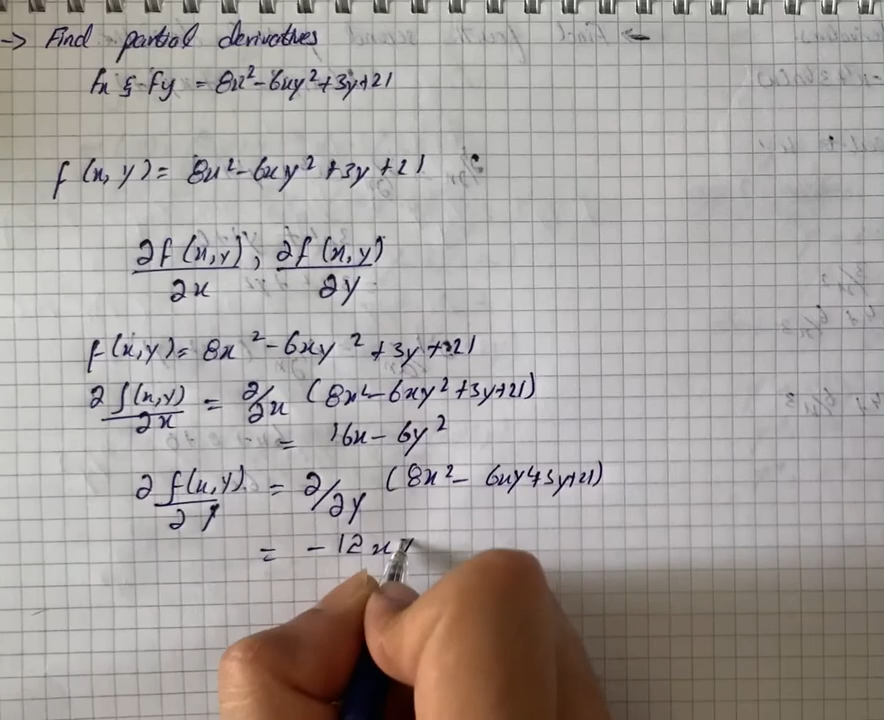 -> Find partial derivatives
fx & fy = 8x²-6xy²+3y+21
f(x,y) = 8x²-6xy²+3y+21
∂f(x,y)/∂x, ∂f(x,y)/∂y
f(x,y) = 8x²-6xy²+3y+21
∂f(x,y)/∂x = ∂/∂x (8x²-6xy²+3y+21)
= 16x-6y²
∂f(x,y)/∂y = ∂/∂y (8x²-6xy²+3y+21)
= -12xy